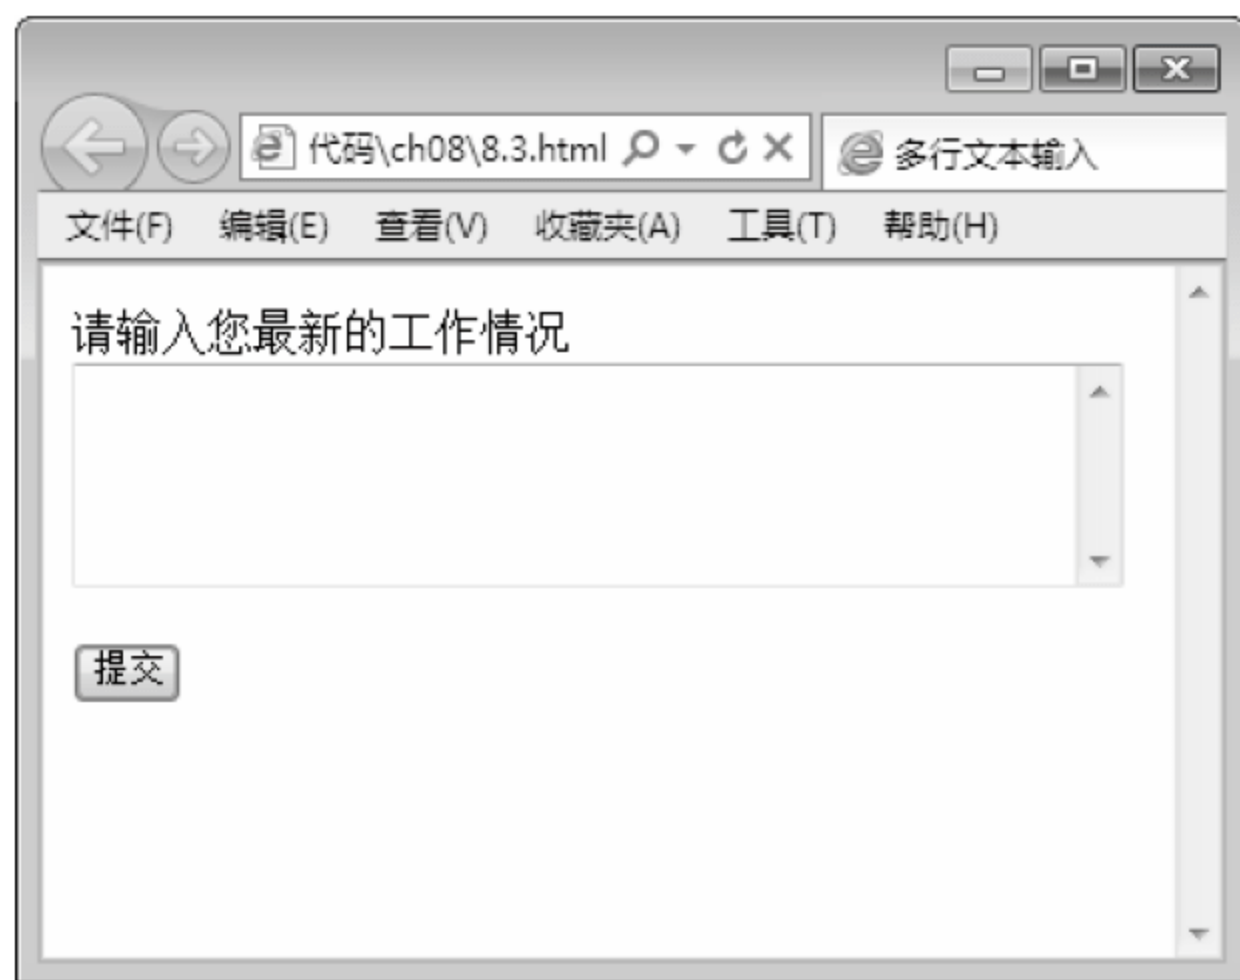 代码\ch08\8.3.html
多行文本输入
文件(F) 编辑(E) 查看(V) 收藏夹(A) 工具(T) 帮助(H)
请输入您最新的工作情况
提交